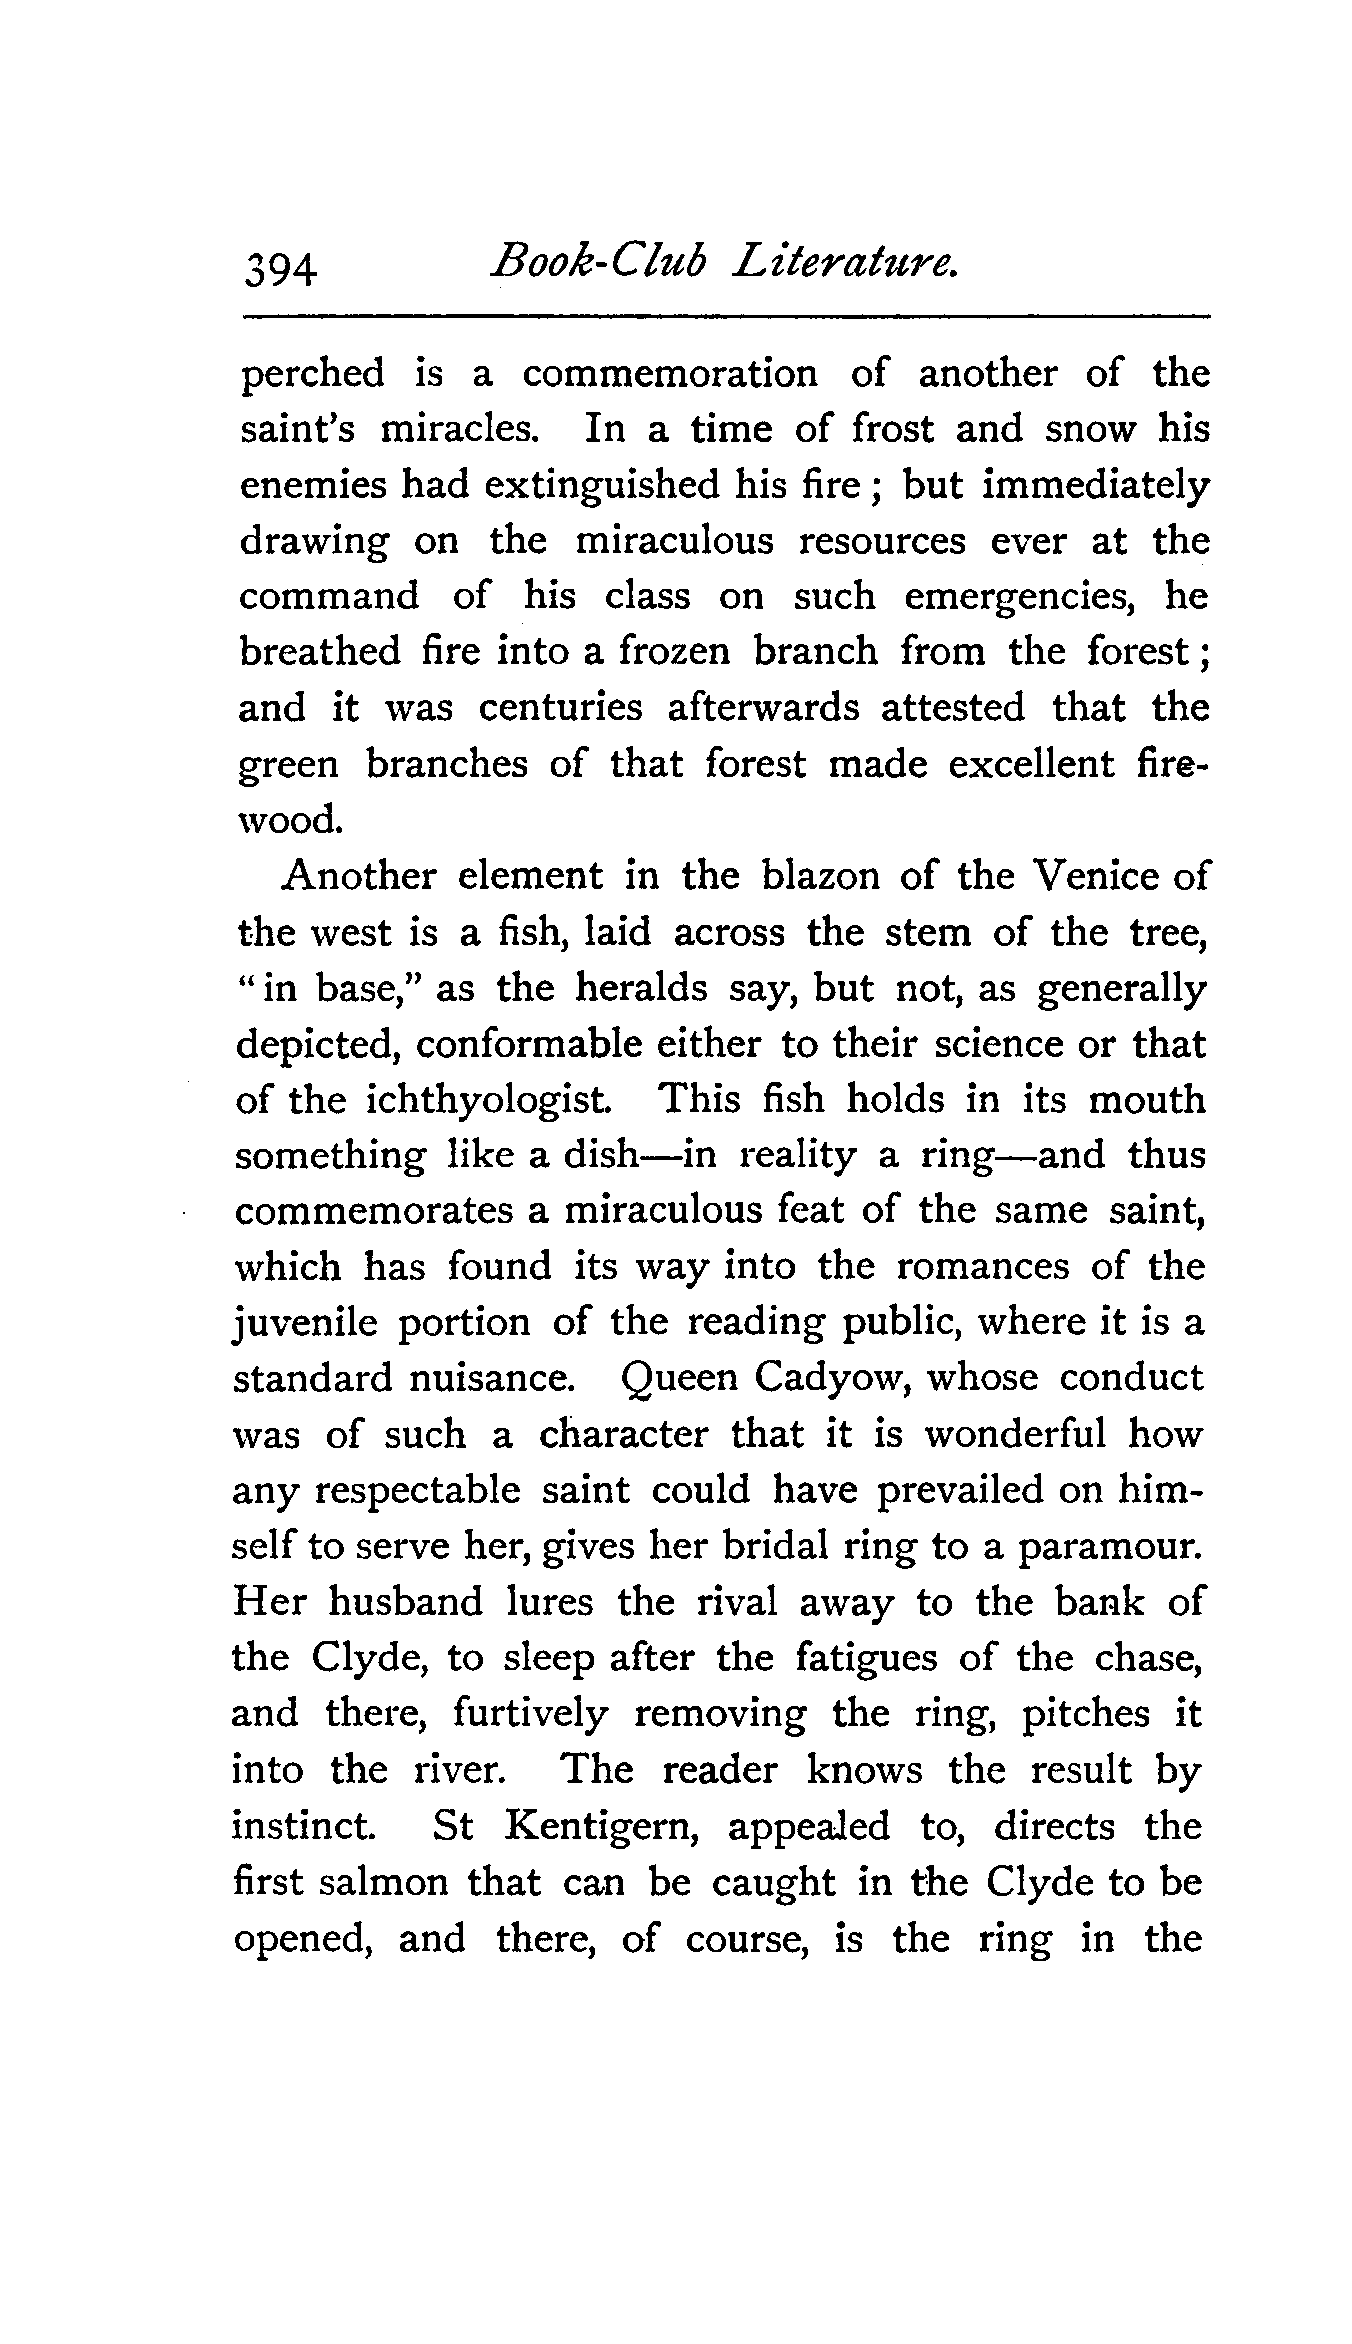 394 Book-Club Literature.
perched is a commemoration of another of the
saint's miracles. In a time of frost and snow his
enemies had extinguished his fire ; but immediately
drawing on the miraculous resources ever at the
command of his class on such emergencies, he
breathed fire into a frozen branch from the forest ;
and it was centuries afterwards attested that the
green branches of that forest made excellent fire-
wood.
Another element in the blazon of the Venice of
the west is a fish, laid across the stem of the tree,
“ in base,” as the heralds say, but not, as generally
depicted, conformable either to their science or that
of the ichthyologist. This fish holds in its mouth
something like a dish—in reality a ring—and thus
commemorates a miraculous feat of the same saint,
which has found its way into the romances of the
juvenile portion of the reading public, where it is a
standard nuisance. Queen Cadyow, whose conduct
was of such a character that it is wonderful how
any respectable saint could have prevailed on him-
self to serve her, gives her bridal ring to a paramour.
Her husband lures the rival away to the bank of
the Clyde, to sleep after the fatigues of the chase,
and there, furtively removing the ring, pitches it
into the river. The reader knows the result by
instinct. St Kentigern, appealed to, directs the
first salmon that can be caught in the Clyde to be
opened, and there, of course, is the ring in the